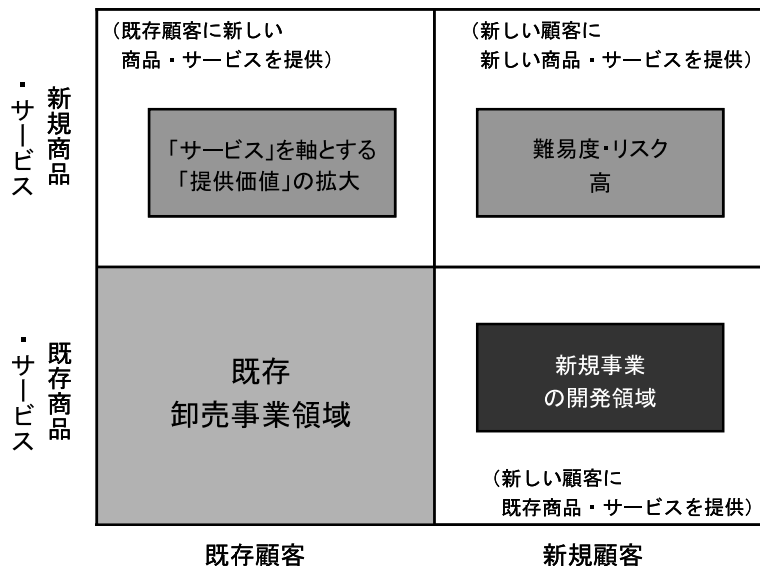 新規商品
・サービス
(既存顧客に新しい
商品・サービスを提供)
「サービス」を軸とする
「提供価値」の拡大
(新しい顧客に
新しい商品・サービスを提供)
難易度・リスク
高
既存商品
・サービス
既存
卸売事業領域
新規事業
の開発領域
(新しい顧客に
既存商品・サービスを提供)
既存顧客
新規顧客